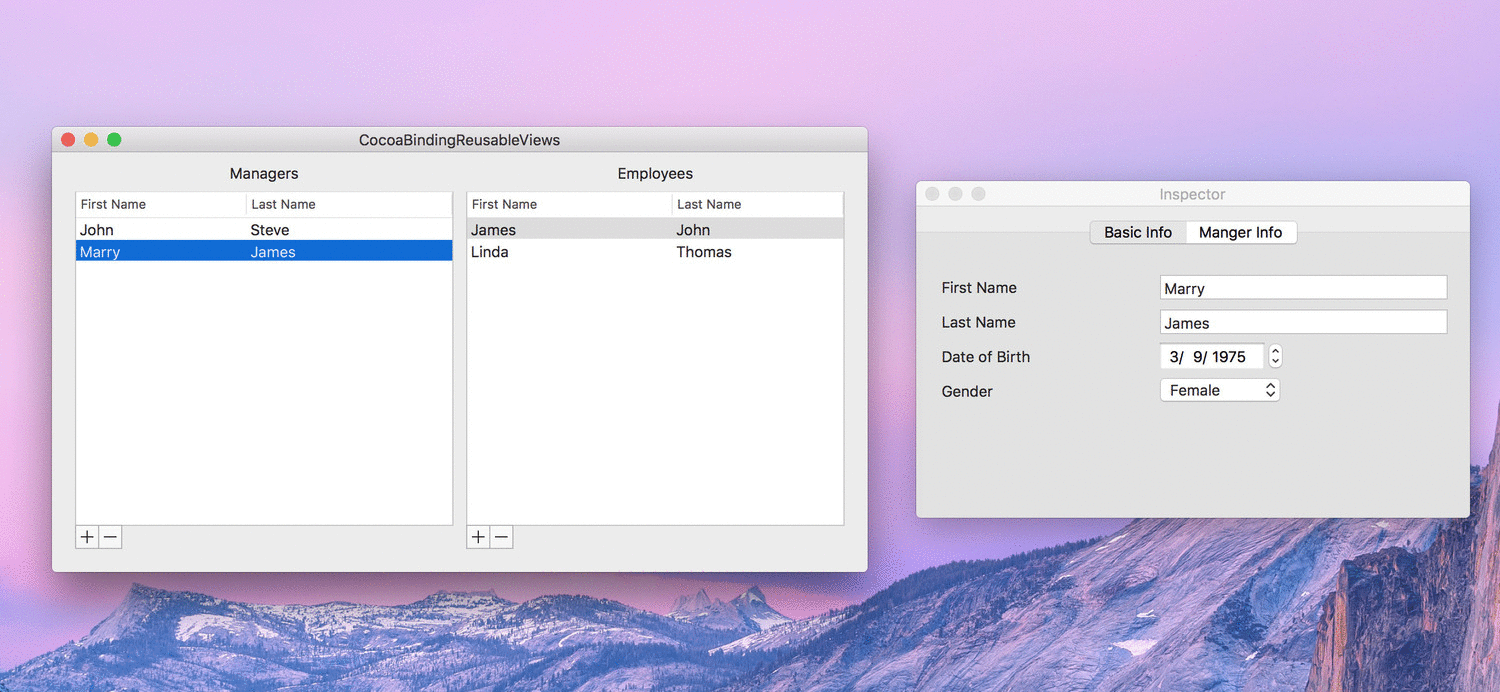 CocoaBindingReusableViews
Managers
First Name Last Name
John Steve
Marry James
Employees
First Name Last Name
James John
Linda Thomas
Inspector
Basic Info Manger Info
First Name Marry
Last Name James
Date of Birth 3/ 9/ 1975
Gender Female